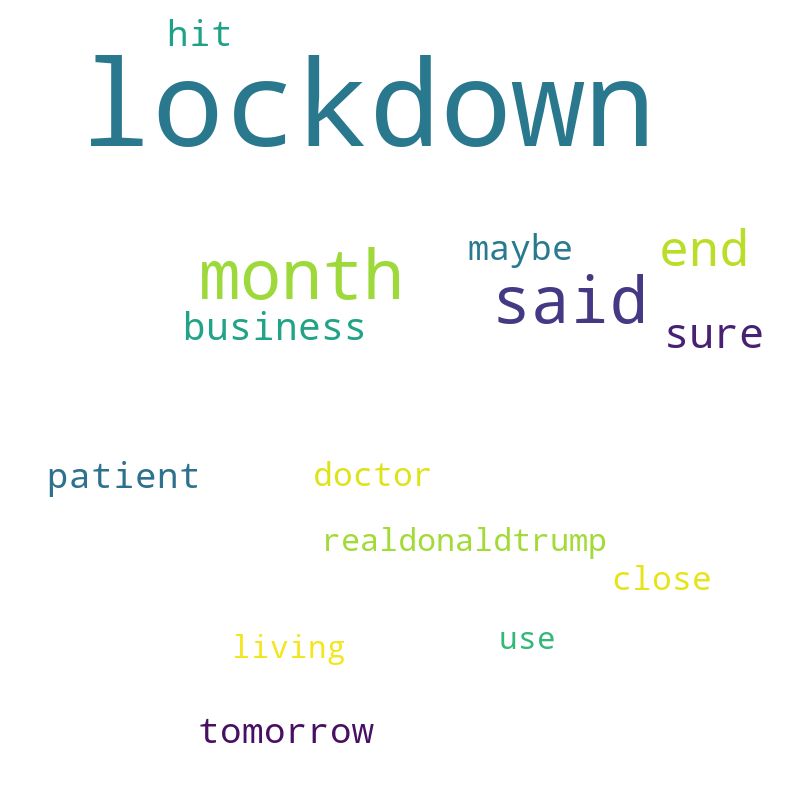 hit
lockdown
maybe end
month said
business sure
patient doctor
realdonaldtrump
close
living use
tomorrow